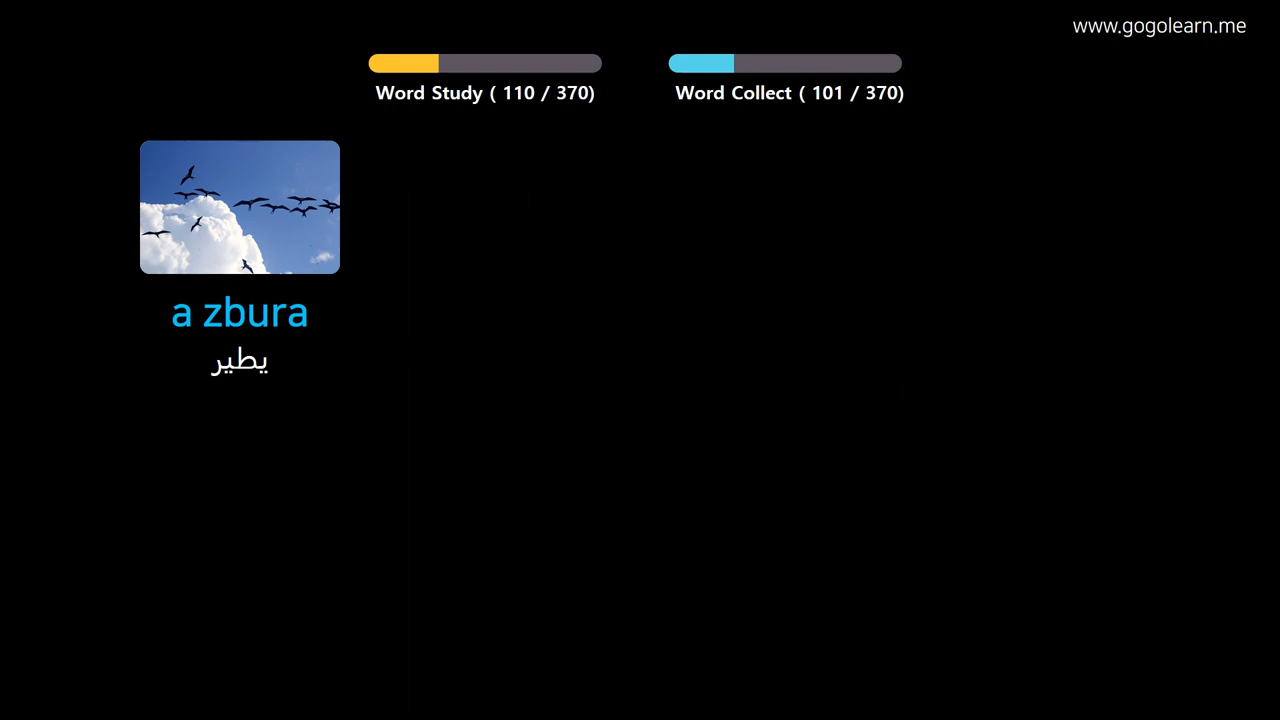 www.gogolearn.me
Word Study ( 110 / 370)
Word Collect ( 101 / 370)
a zbura
يطير